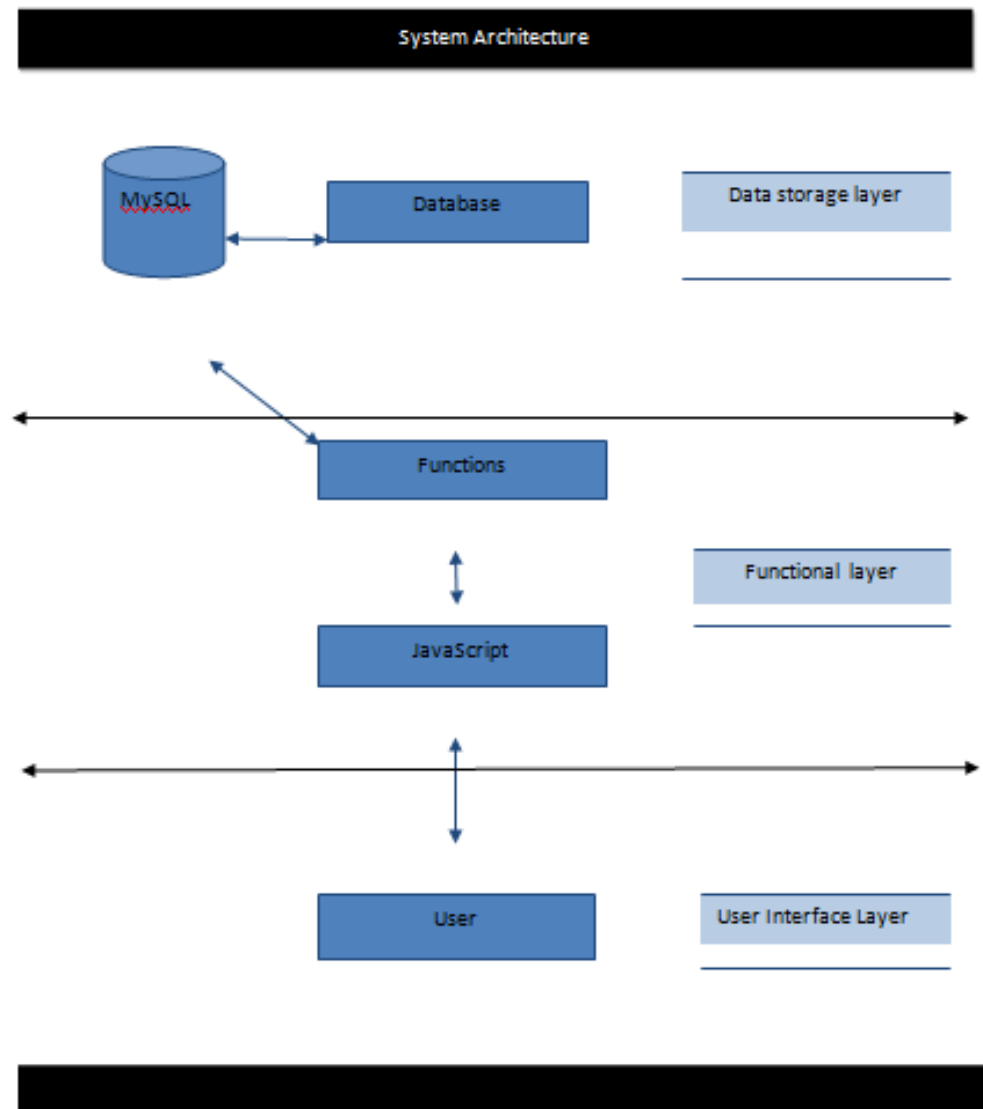 System Architecture
MySQL
Database
Data storage layer
Functions
Functional layer
JavaScript
User
User Interface Layer